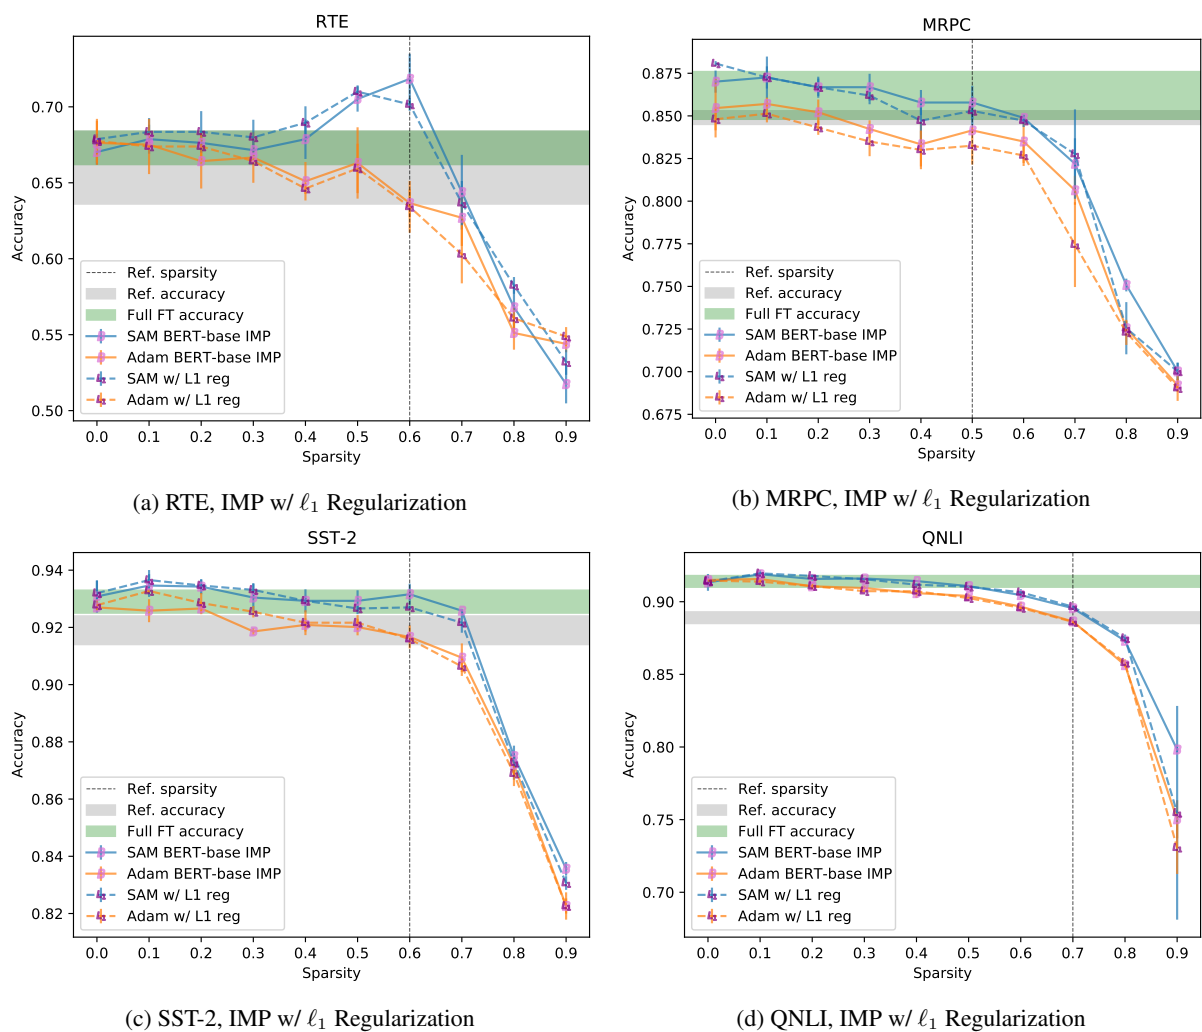 RTE
Accuracy
0.70
0.65
0.60
0.55
0.50
Ref. sparsity
Ref. accuracy
Full FT accuracy
SAM BERT-base IMP
Adam BERT-base IMP
SAM w/ L1 reg
Adam w/ L1 reg
0.0 0.1 0.2 0.3 0.4 0.5 0.6 0.7 0.8 0.9
Sparsity
(a) RTE, IMP w/ ℓ1 Regularization
MRPC
Accuracy
0.875
0.850
0.825
0.800
0.775
0.750
0.725
0.700
0.675
Ref. sparsity
Ref. accuracy
Full FT accuracy
SAM BERT-base IMP
Adam BERT-base IMP
SAM w/ L1 reg
Adam w/ L1 reg
0.0 0.1 0.2 0.3 0.4 0.5 0.6 0.7 0.8 0.9
Sparsity
(b) MRPC, IMP w/ ℓ1 Regularization
SST-2
Accuracy
0.94
0.92
0.90
0.88
0.86
0.84
0.82
Ref. sparsity
Ref. accuracy
Full FT accuracy
SAM BERT-base IMP
Adam BERT-base IMP
SAM w/ L1 reg
Adam w/ L1 reg
0.0 0.1 0.2 0.3 0.4 0.5 0.6 0.7 0.8 0.9
Sparsity
(c) SST-2, IMP w/ ℓ1 Regularization
QNLI
Accuracy
0.90
0.85
0.80
0.75
0.70
Ref. sparsity
Ref. accuracy
Full FT accuracy
SAM BERT-base IMP
Adam BERT-base IMP
SAM w/ L1 reg
Adam w/ L1 reg
0.0 0.1 0.2 0.3 0.4 0.5 0.6 0.7 0.8 0.9
Sparsity
(d) QNLI, IMP w/ ℓ1 Regularization